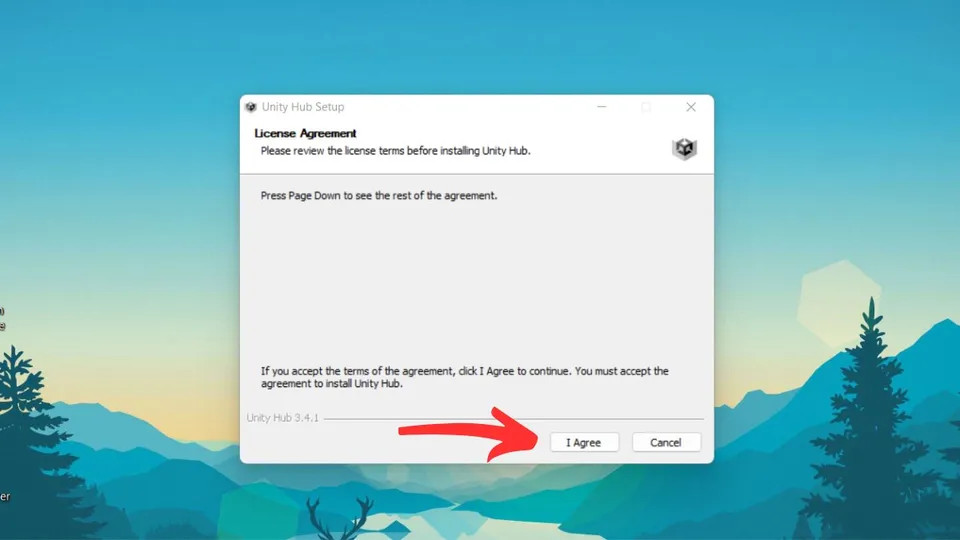 Unity Hub Setup
License Agreement
Please review the license terms before installing Unity Hub.
Press Page Down to see the rest of the agreement.
If you accept the terms of the agreement, click I Agree to continue. You must accept the
agreement to install Unity Hub.
Unity Hub 3.4.1
I Agree
Cancel
er